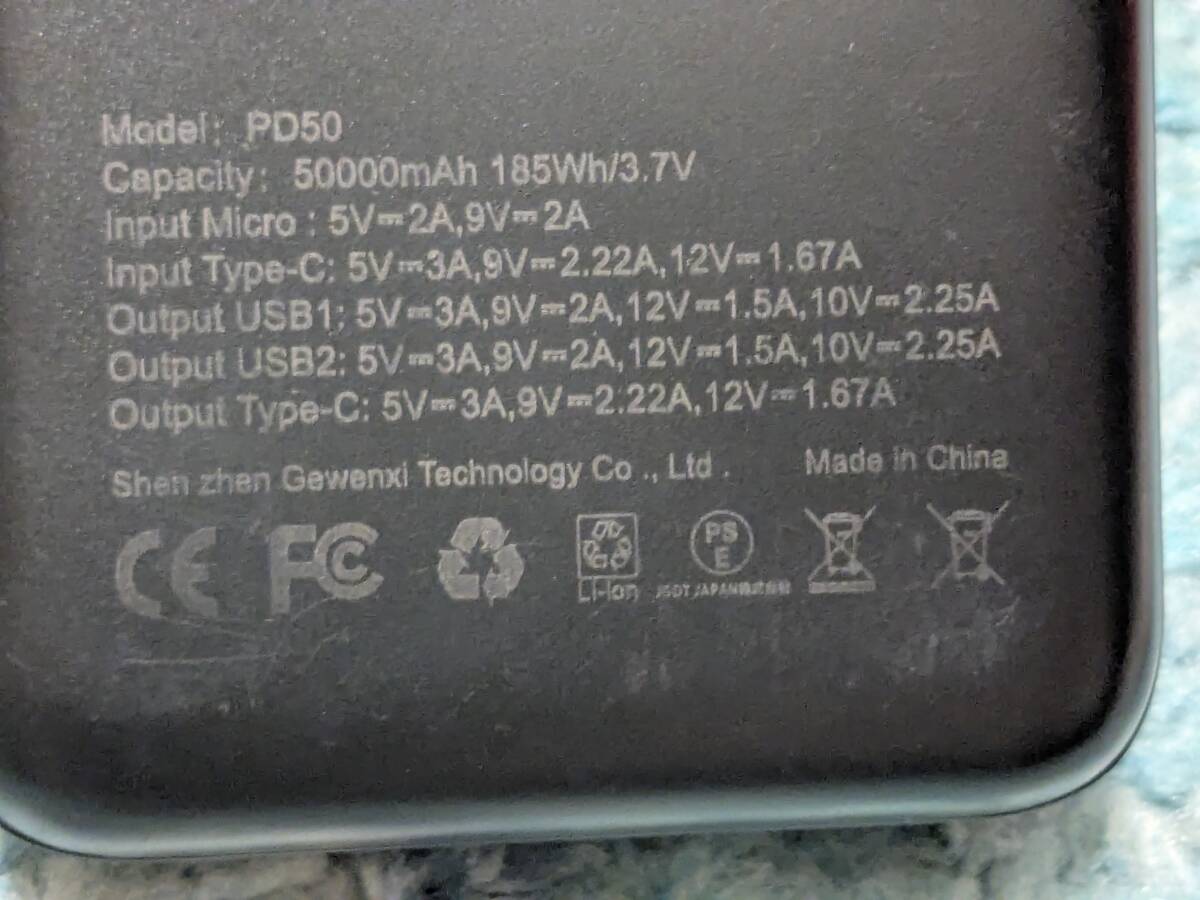 Model: PD50
Capacity: 50000mAh 185Wh/3.7V
Input Micro : 5V⎓2A,9V⎓2A
Input Type-C: 5V⎓3A,9V⎓2.22A,12V⎓1.67A
Output USB1: 5V⎓3A,9V⎓2A,12V⎓1.5A,10V⎓2.25A
Output USB2: 5V⎓3A,9V⎓2A,12V⎓1.5A,10V⎓2.25A
Output Type-C: 5V⎓3A,9V⎓2.22A,12V⎓1.67A
Shen zhen Gewenxi Technology Co ., Ltd . Made in China
CE FC PS E
Li-ion JAPAN